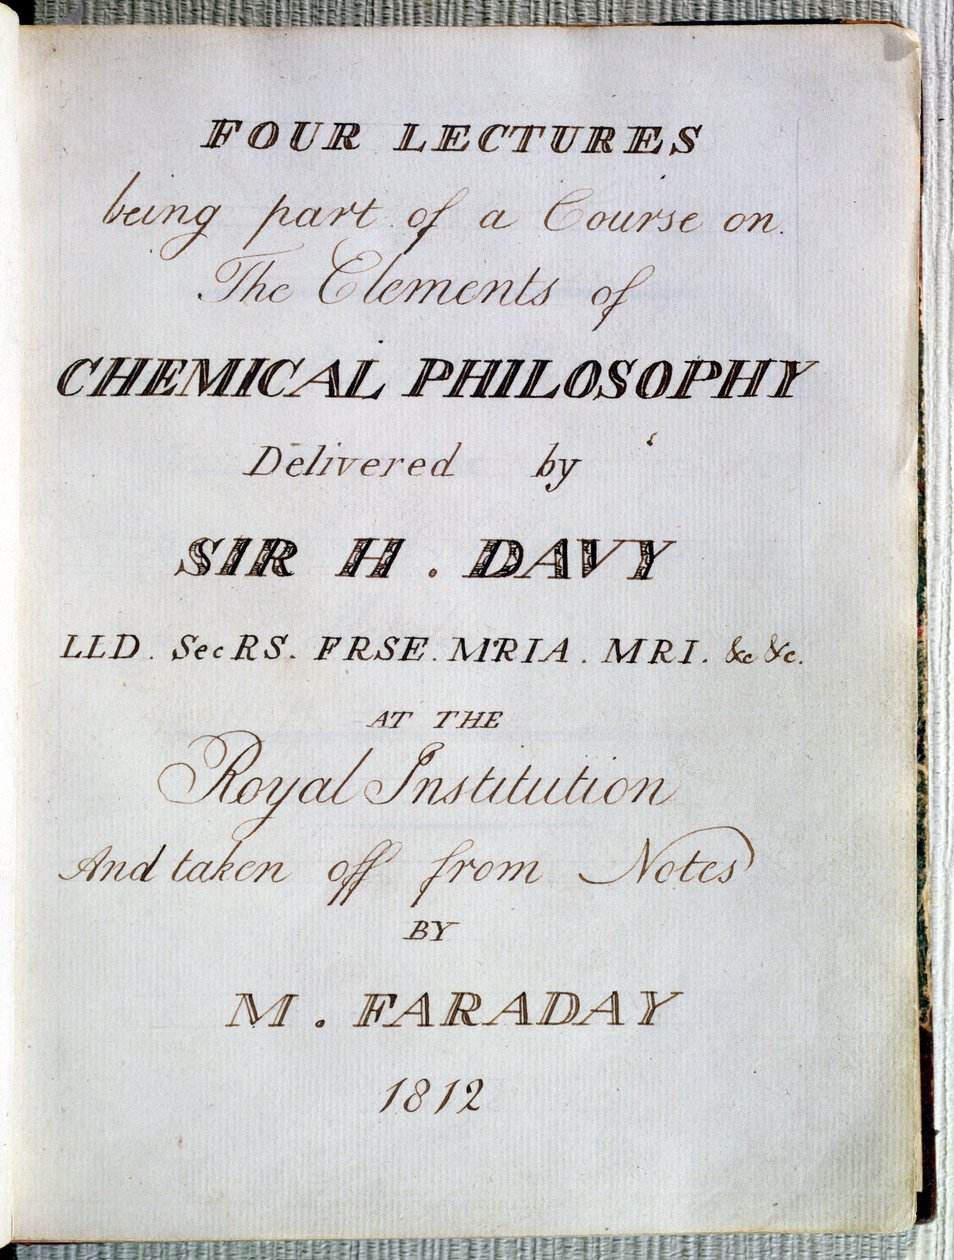 FOUR LECTURES
being part of a Course on
The Elements of
CHEMICAL PHILOSOPHY
Delivered by
SIR H. DAVY
LLD. Sec RS. FRSE. MRIA. MRI. &c &c.
AT THE
Royal Institution
And taken off from Notes
BY
M. FARADAY
1812